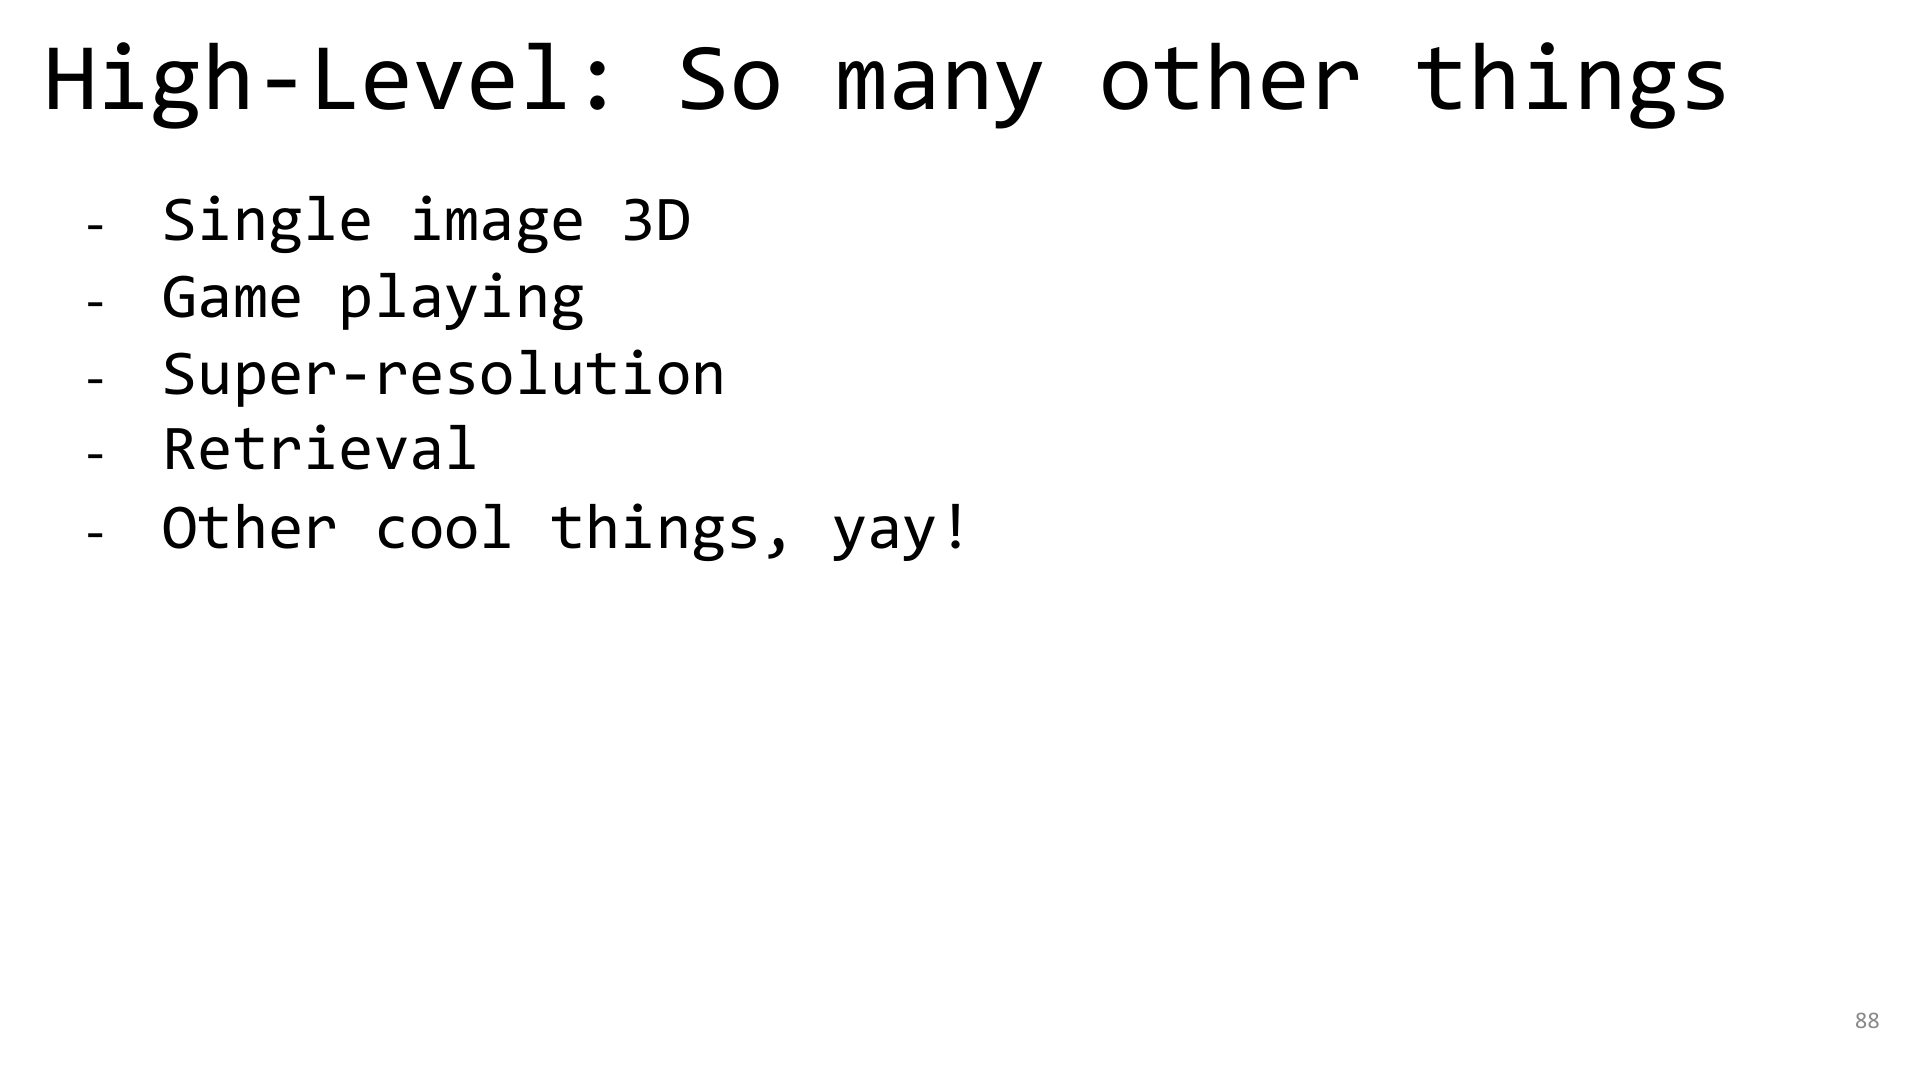 High-Level: So many other things
- Single image 3D
- Game playing
- Super-resolution
- Retrieval
- Other cool things, yay!
88